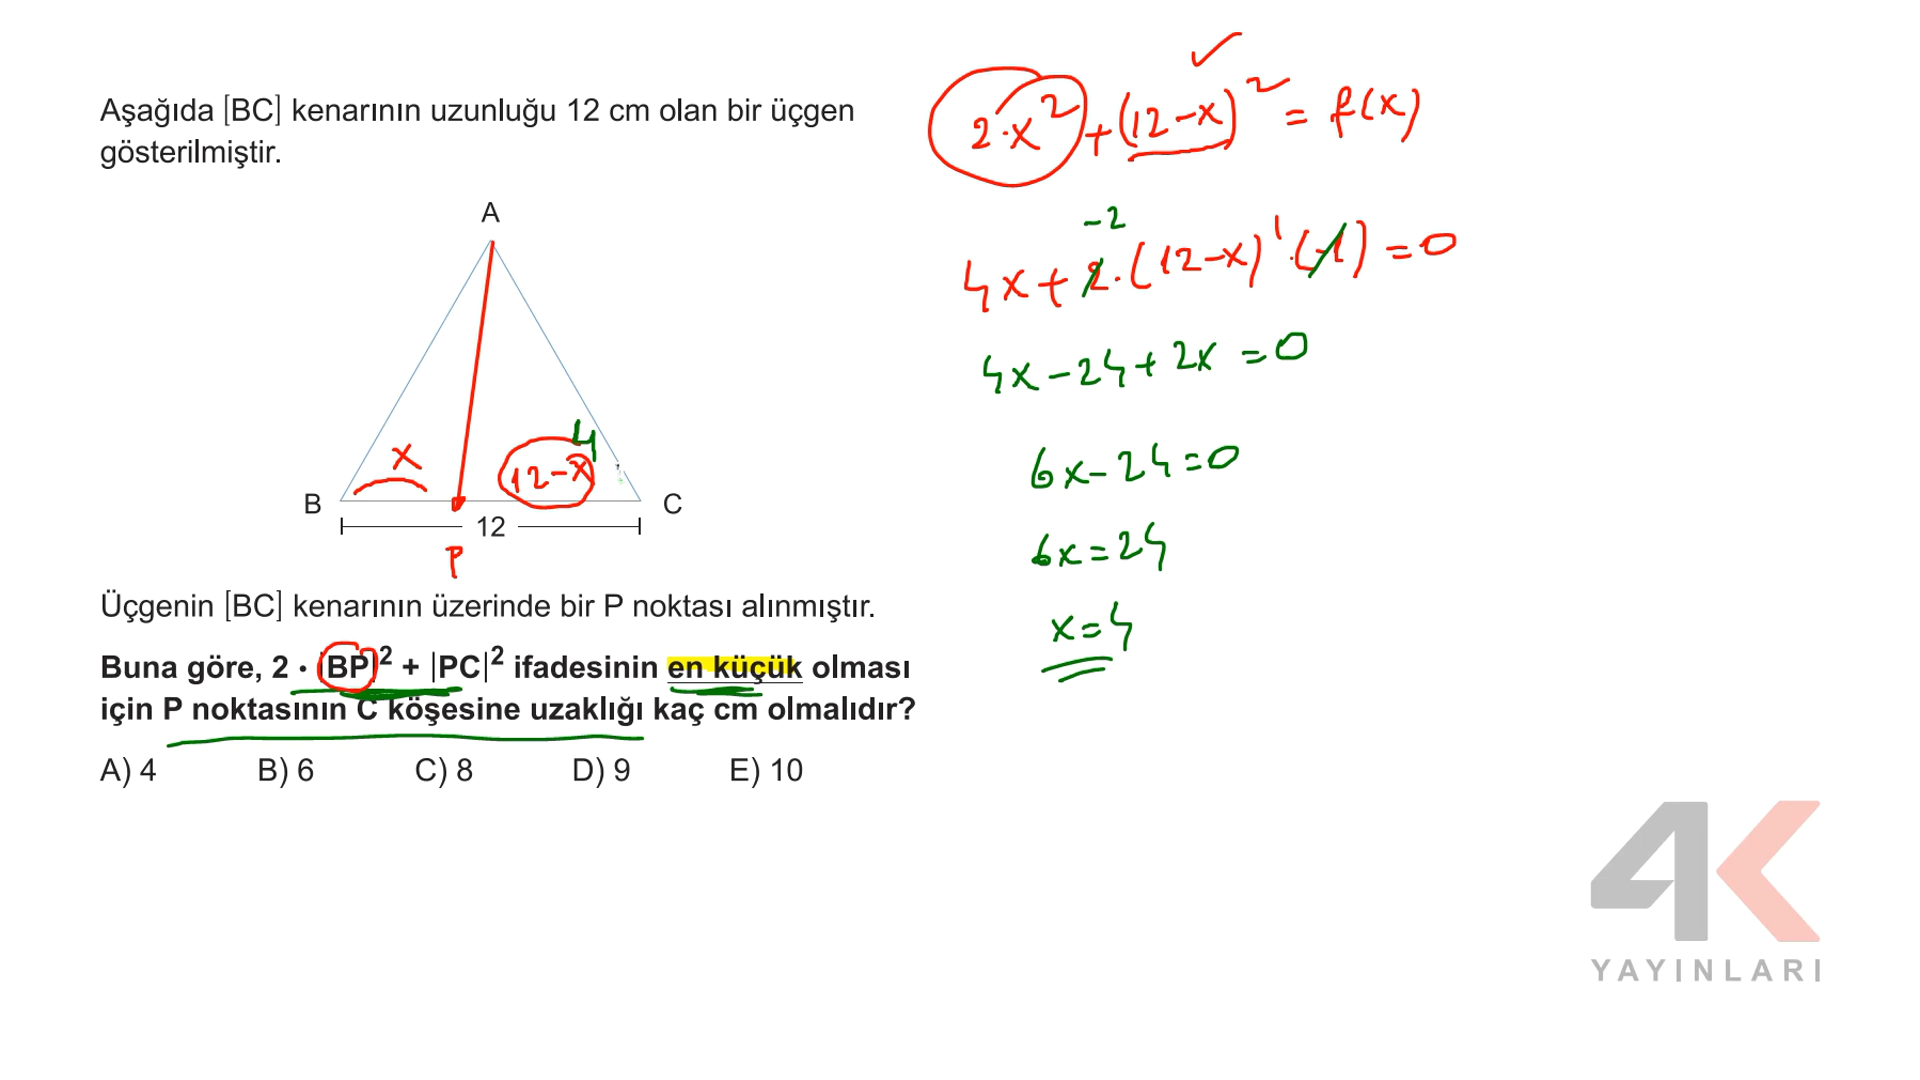 Aşağıda [BC] kenarının uzunluğu 12 cm olan bir üçgen
gösterilmiştir.
A
x
12-x
4
B
C
12
P
Üçgenin [BC] kenarının üzerinde bir P noktası alınmıştır.
Buna göre, 2 · |BP|² + |PC|² ifadesinin en küçük olması
için P noktasının C köşesine uzaklığı kaç cm olmalıdır?
A) 4 B) 6 C) 8 D) 9 E) 10
2·x² + (12-x)² = f(x)
-2
4x + 2·(12-x)¹·(-1) = 0
4x - 24 + 2x = 0
6x - 24 = 0
6x = 24
x = 4
4K
YAYINLARI